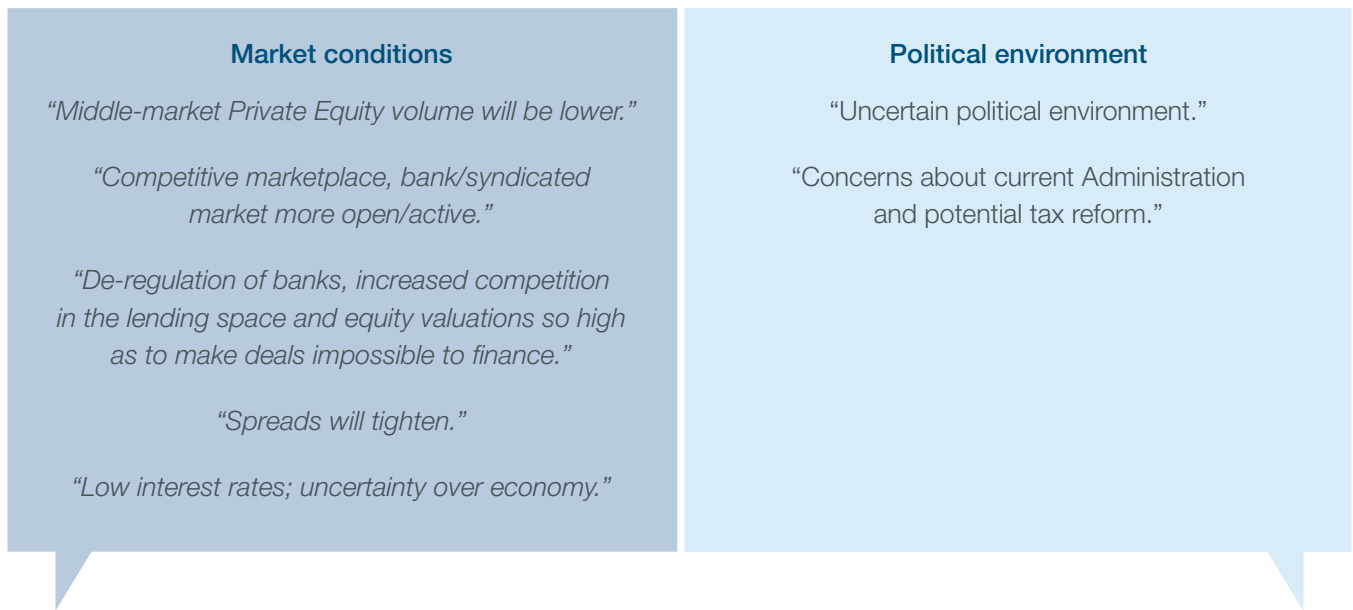 Market conditions
“Middle-market Private Equity volume will be lower.”
“Competitive marketplace, bank/syndicated
market more open/active.”
“De-regulation of banks, increased competition
in the lending space and equity valuations so high
as to make deals impossible to finance.”
“Spreads will tighten.”
“Low interest rates; uncertainty over economy.”
Political environment
“Uncertain political environment.”
“Concerns about current Administration
and potential tax reform.”